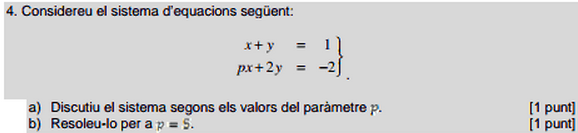 4. Considereu el sistema d'equacions següent:
x + y = 1
px + 2y = −2
.
a) Discutiu el sistema segons els valors del paràmetre p. [1 punt]
b) Resoleu-lo per a p = 5. [1 punt]